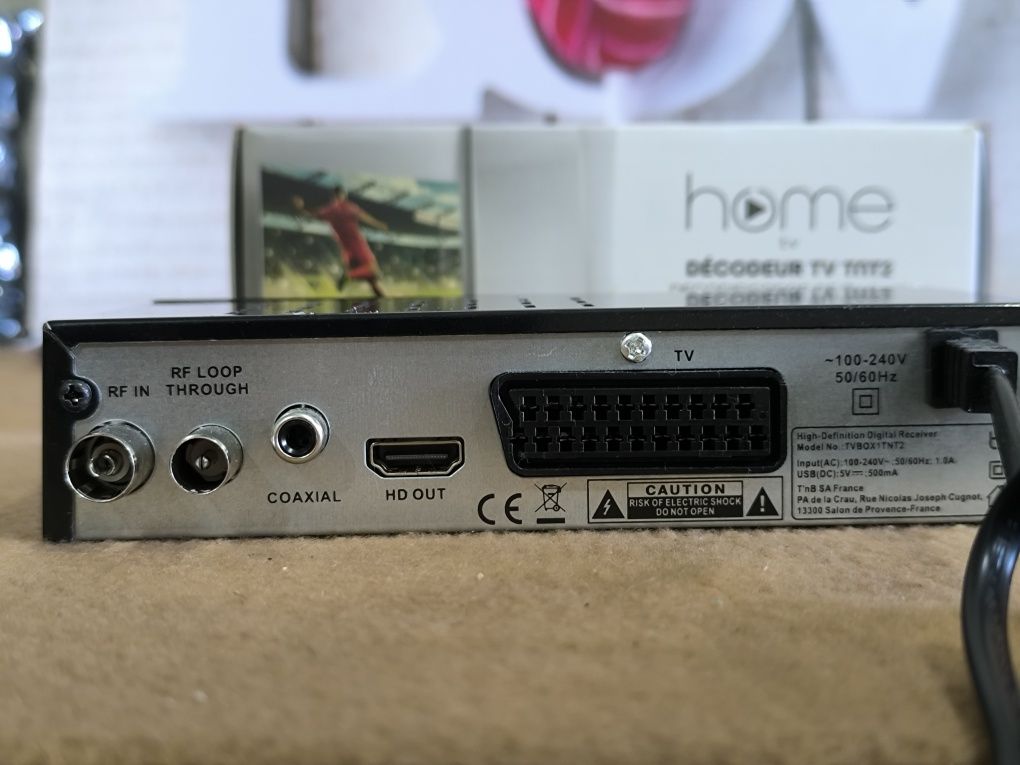 home
tv
DÉCODEUR TV TNT2
RF IN
RF LOOP
THROUGH
COAXIAL
HD OUT
TV
~100-240V
50/60Hz
CE
CAUTION
RISK OF ELECTRIC SHOCK
DO NOT OPEN
High-Definition Digital Receiver
Model No.:TVBOX1TNT2
Input(AC):100-240V~;50/60Hz; 1.0A
USB(DC):5V⎓;500mA
T'nB SA France
PA de la Crau, Rue Nicolas Joseph Cugnot,
13300 Salon de Provence-France